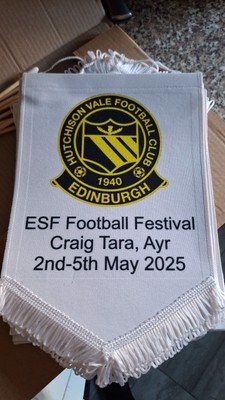 HUTCHISON VALE FOOTBALL CLUB
1940
EDINBURGH
ESF Football Festival
Craig Tara, Ayr
2nd-5th May 2025